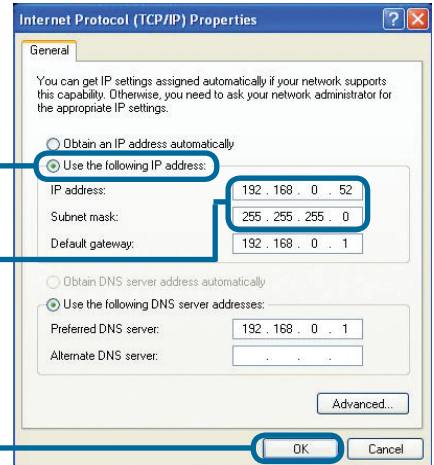 Internet Protocol (TCP/IP) Properties
General
You can get IP settings assigned automatically if your network supports
this capability. Otherwise, you need to ask your network administrator for
the appropriate IP settings.
Obtain an IP address automatically
Use the following IP address:
IP address: 192 . 168 . 0 . 52
Subnet mask: 255 . 255 . 255 . 0
Default gateway: 192 . 168 . 0 . 1
Obtain DNS server address automatically
Use the following DNS server addresses:
Preferred DNS server: 192 . 168 . 0 . 1
Alternate DNS server: . . .
Advanced...
OK Cancel